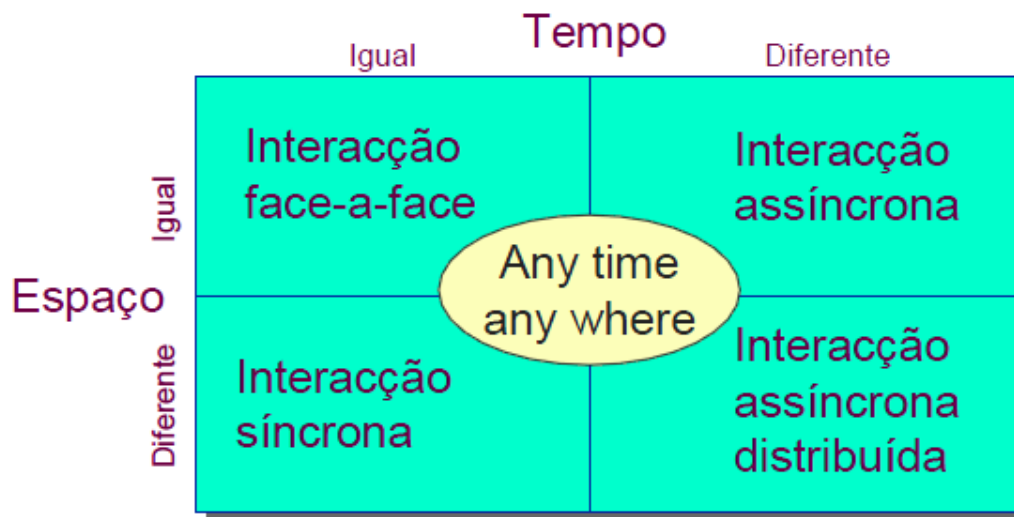 Tempo
Igual
Diferente
Espaço
Igual
Diferente
Interacção
face-a-face
Interacção
assíncrona
Any time
any where
Interacção
síncrona
Interacção
assíncrona
distribuída